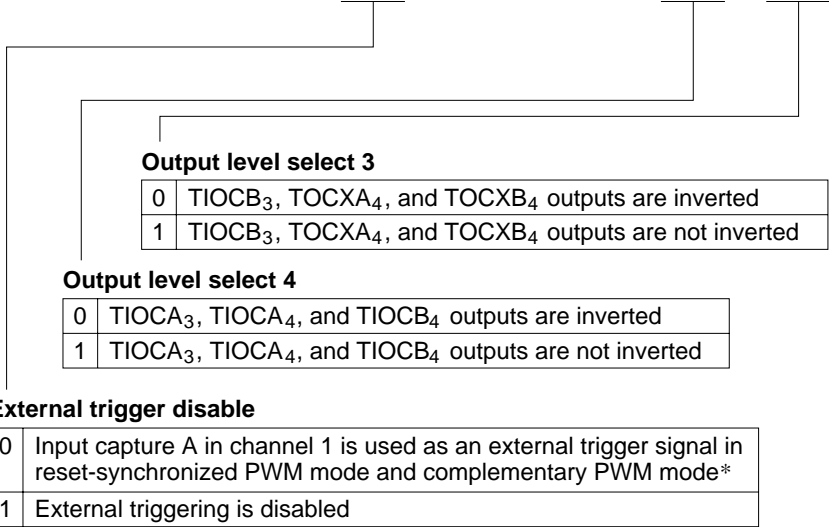 Output level select 3
0 TIOCB3, TOCXA4, and TOCXB4 outputs are inverted
1 TIOCB3, TOCXA4, and TOCXB4 outputs are not inverted
Output level select 4
0 TIOCA3, TIOCA4, and TIOCB4 outputs are inverted
1 TIOCA3, TIOCA4, and TIOCB4 outputs are not inverted
External trigger disable
0 Input capture A in channel 1 is used as an external trigger signal in
reset-synchronized PWM mode and complementary PWM mode*
1 External triggering is disabled